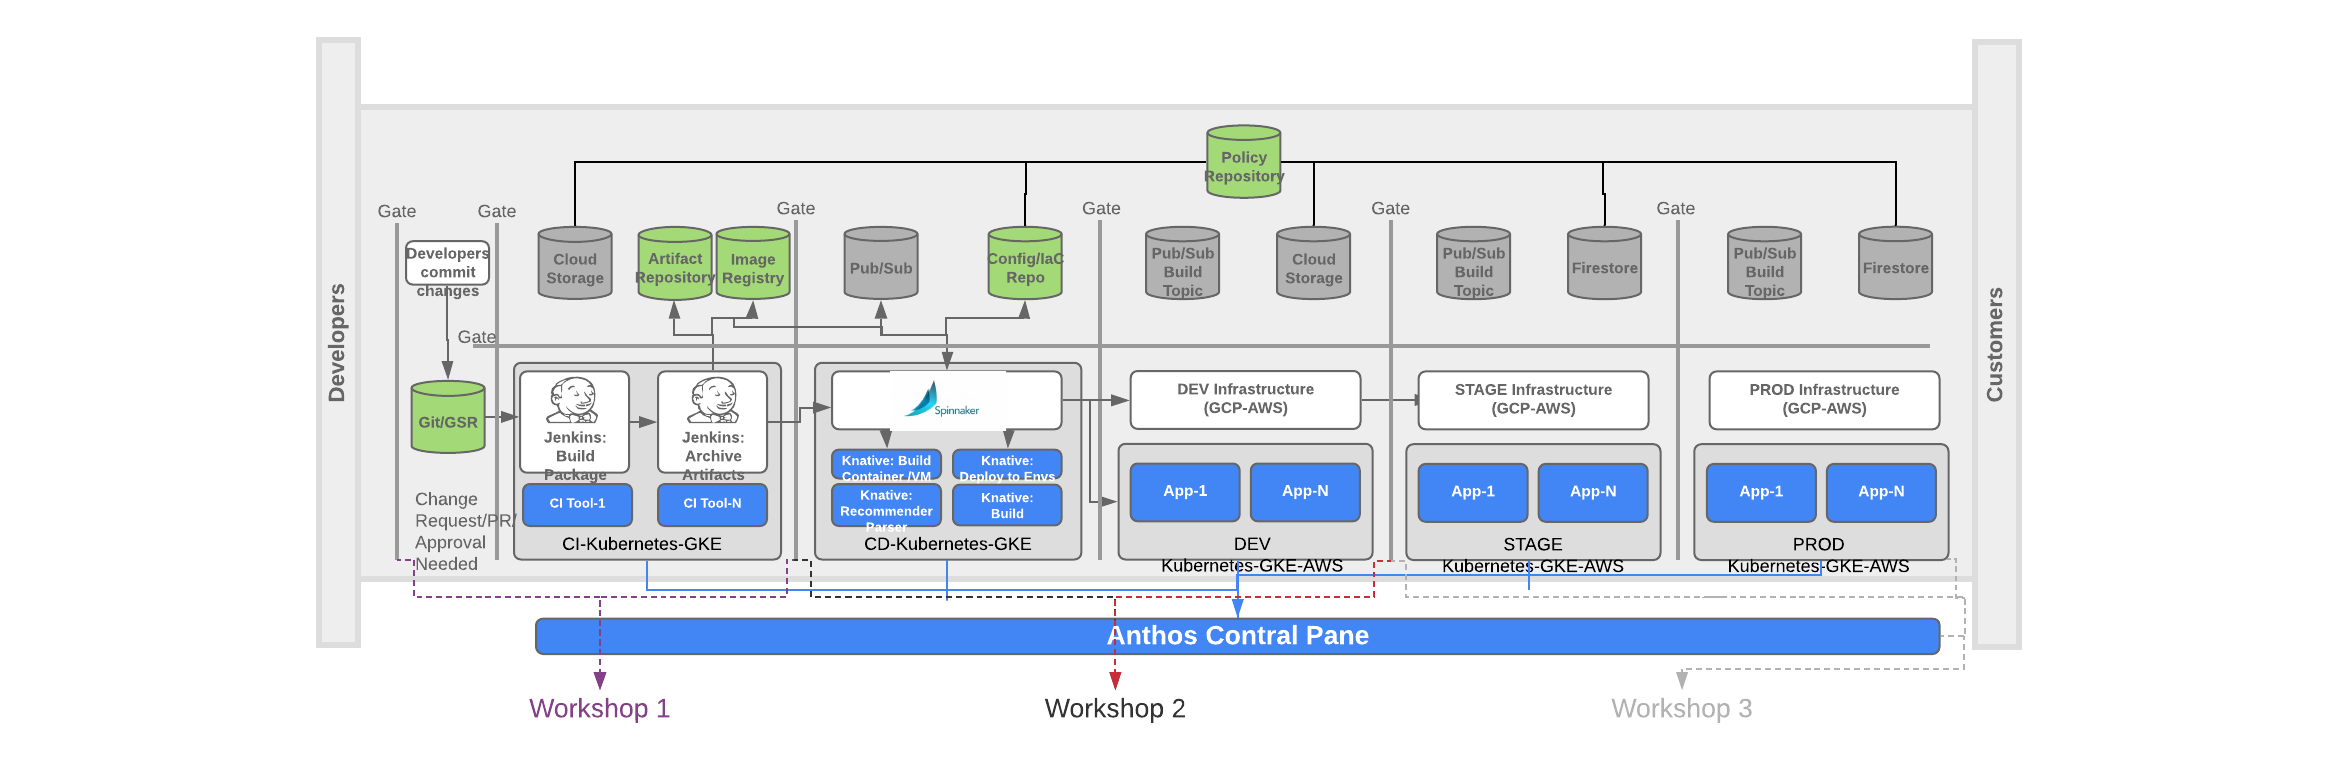 Developers
Customers
Policy
Repository
Gate
Gate
Gate
Gate
Gate
Gate
Developers
commit
changes
Cloud
Storage
Artifact
Repository
Image
Registry
Pub/Sub
Config/IaC
Repo
Pub/Sub
Build
Topic
Cloud
Storage
Pub/Sub
Build
Topic
Firestore
Pub/Sub
Build
Topic
Firestore
Gate
Git/GSR
Jenkins:
Build
Package
Jenkins:
Archive
Artifacts
CI Tool-1
CI Tool-N
CI-Kubernetes-GKE
Spinnaker
Knative: Build
Container /VM
Knative:
Deploy to Envs
Knative:
Recommender
Parser
Knative:
Build
CD-Kubernetes-GKE
DEV Infrastructure
(GCP-AWS)
App-1
App-N
DEV
Kubernetes-GKE-AWS
STAGE Infrastructure
(GCP-AWS)
App-1
App-N
STAGE
Kubernetes-GKE-AWS
PROD Infrastructure
(GCP-AWS)
App-1
App-N
PROD
Kubernetes-GKE-AWS
Change
Request/PR/
Approval
Needed
Anthos Contral Pane
Workshop 1
Workshop 2
Workshop 3